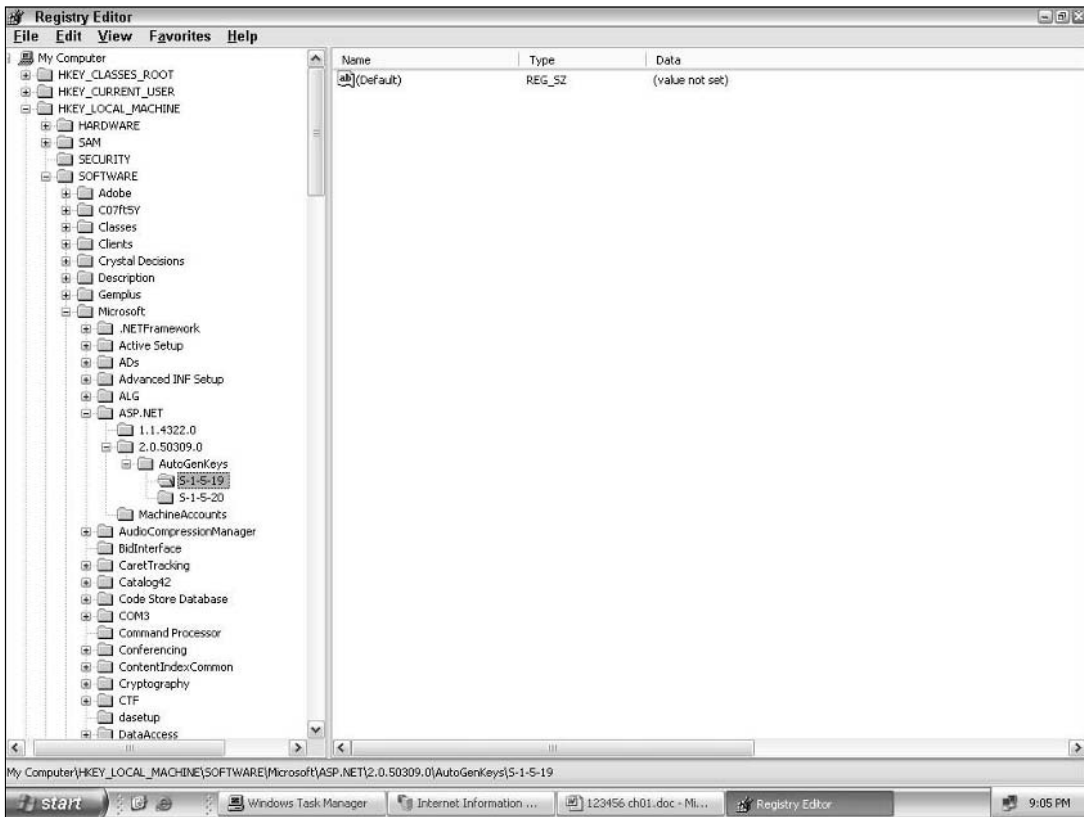 Registry Editor
File Edit View Favorites Help
My Computer
HKEY_CLASSES_ROOT
HKEY_CURRENT_USER
HKEY_LOCAL_MACHINE
HARDWARE
SAM
SECURITY
SOFTWARE
Adobe
C07ft5Y
Classes
Clients
Crystal Decisions
Description
Gemplus
Microsoft
.NETFramework
Active Setup
ADs
Advanced INF Setup
ALG
ASP.NET
1.1.4322.0
2.0.50309.0
AutoGenKeys
S-1-5-19
S-1-5-20
MachineAccounts
AudioCompressionManager
BidInterface
CaretTracking
Catalog42
Code Store Database
COM3
Command Processor
Conferencing
ContentIndexCommon
Cryptography
CTF
dasetup
DataAccess
Name Type Data
ab (Default) REG_SZ (value not set)
My Computer\HKEY_LOCAL_MACHINE\SOFTWARE\Microsoft\ASP.NET\2.0.50309.0\AutoGenKeys\S-1-5-19
start Windows Task Manager Internet Information ... 123456 ch01.doc - Mi... Registry Editor 9:05 PM